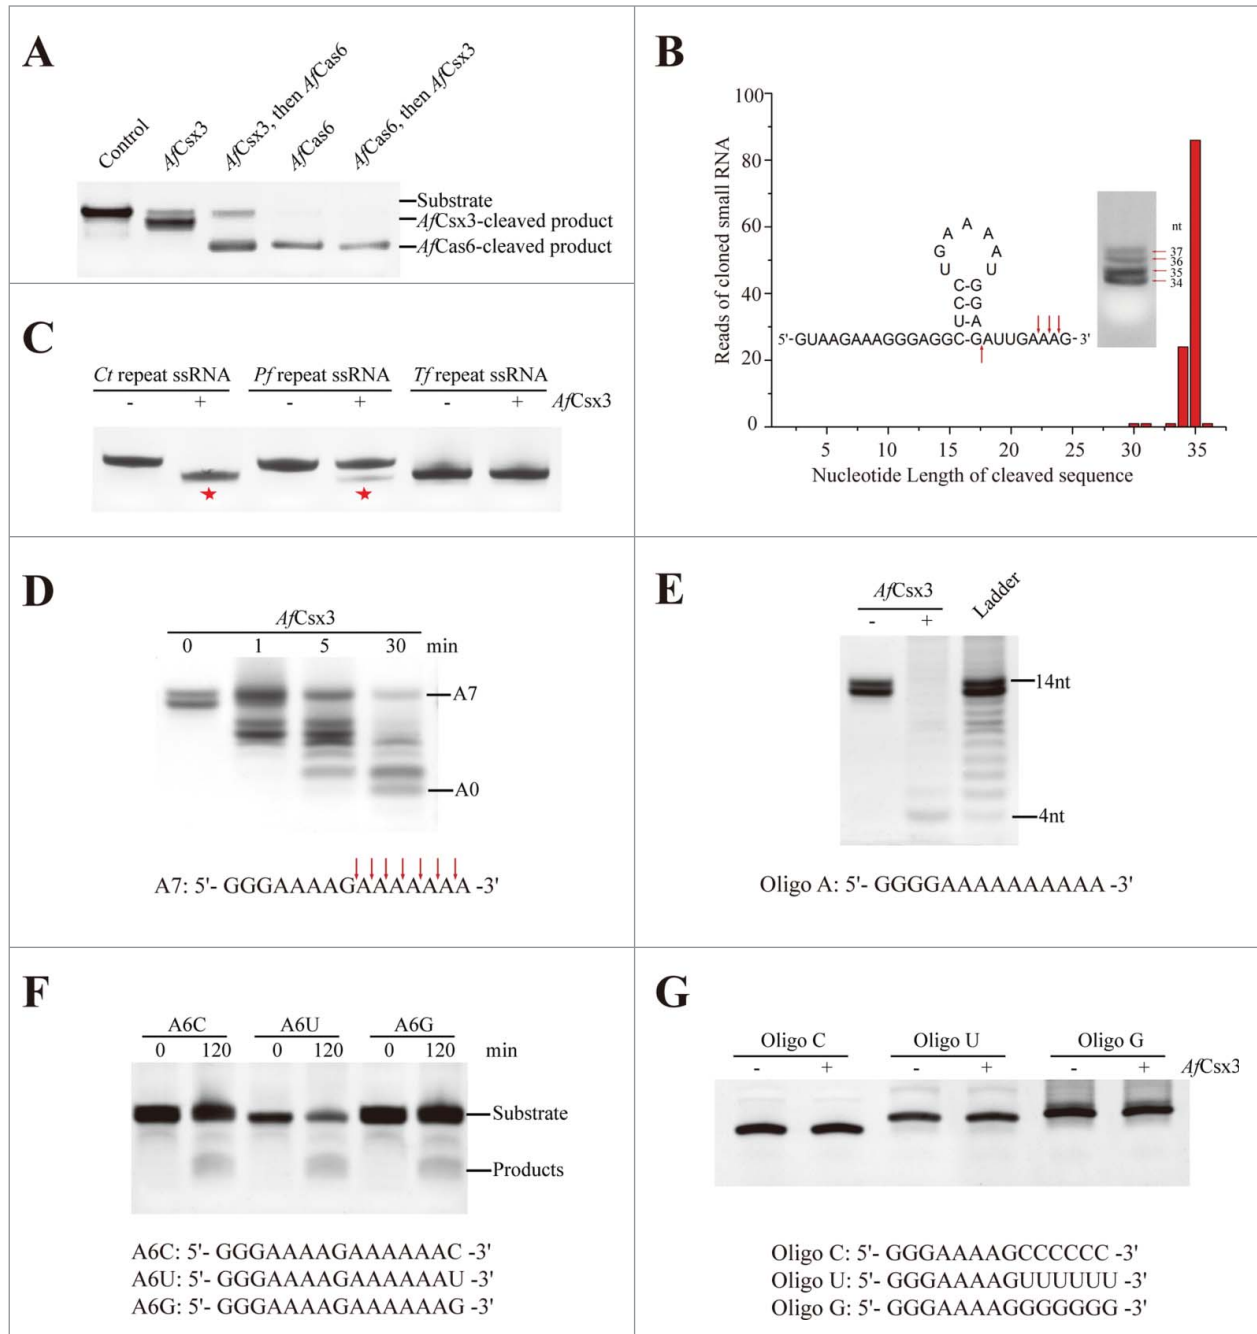 A
Control
AfCsx3
AfCsx3, then AfCas6
AfCas6
AfCas6, then AfCsx3
Substrate
AfCsx3-cleaved product
AfCas6-cleaved product
B
Reads of cloned small RNA
100
80
60
40
20
0
5 10 15 20 25 30 35
Nucleotide Length of cleaved sequence
A
A A
G A
U U
C-G
C-G
U-A
5'-GUAAGAAAGGGAGGC-GAUUGAAAG-3'
nt
37
36
35
34
C
Ct repeat ssRNA Pf repeat ssRNA Tf repeat ssRNA
- + - + - + AfCsx3
D
AfCsx3
0 1 5 30 min
A7
A0
A7: 5'- GGGAAAAGAAAAAAA -3'
E
AfCsx3
- +
Ladder
14nt
4nt
Oligo A: 5'- GGGGAAAAAAAAAA -3'
F
A6C A6U A6G
0 120 0 120 0 120 min
Substrate
Products
A6C: 5'- GGGAAAAGAAAAAAC -3'
A6U: 5'- GGGAAAAGAAAAAAU -3'
A6G: 5'- GGGAAAAGAAAAAAG -3'
G
Oligo C Oligo U Oligo G
- + - + - + AfCsx3
Oligo C: 5'- GGGAAAAGCCCCCC -3'
Oligo U: 5'- GGGAAAAGUUUUUU -3'
Oligo G: 5'- GGGAAAAGGGGGGG -3'